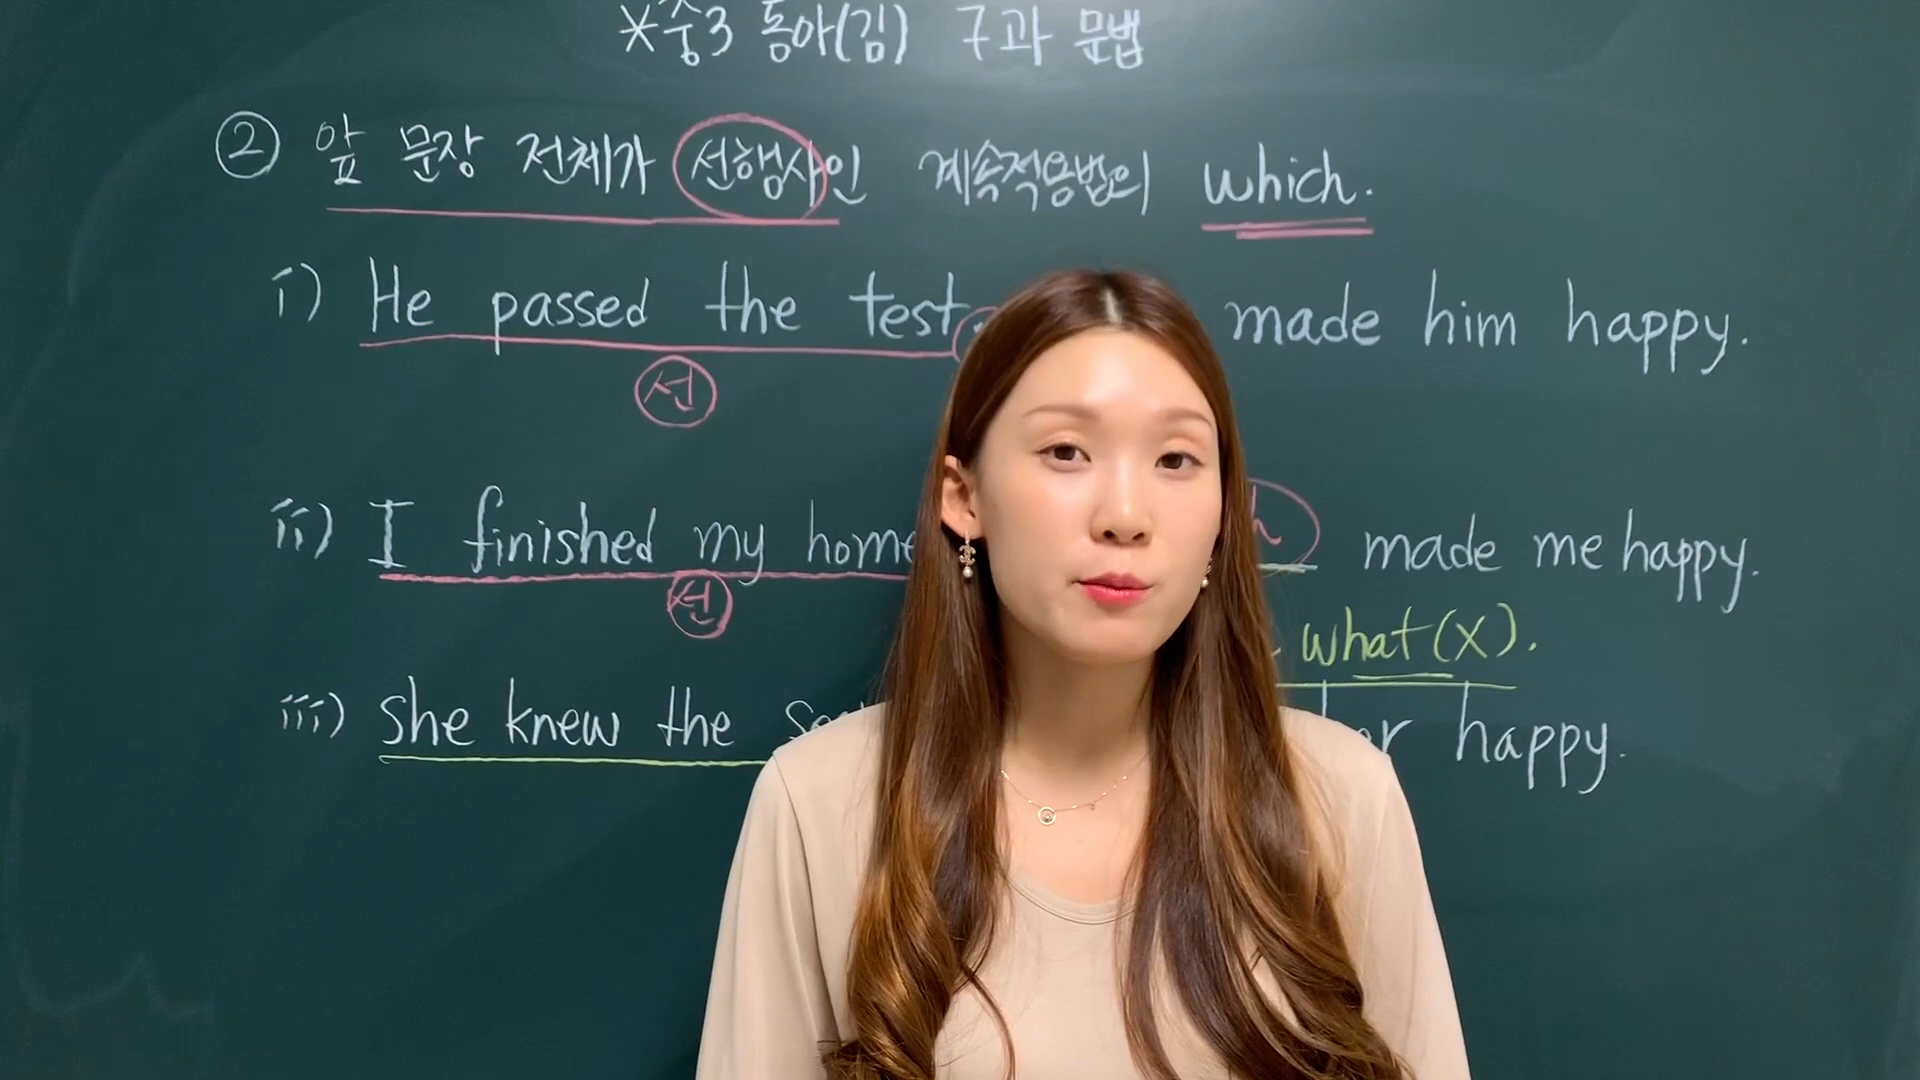 *중3 동아(김) 7과 문법
② 앞 문장 전체가 선행사인 계속적용법의 which.
i) He passed the test, made him happy.
선
ii) I finished my home made me happy.
선 what(x).
iii) She knew the happy.